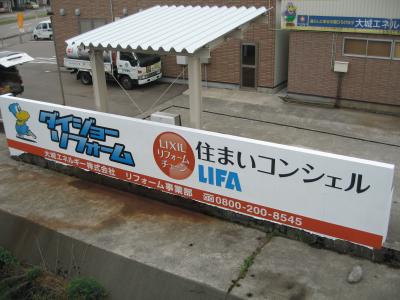 ダイジョー
リフォーム
大城エネルギー株式会社 リフォーム事業部
LIXIL
リフォーム
チェーン
住まいコンシェル
LIFA
0800-200-8545
大城エネルギー